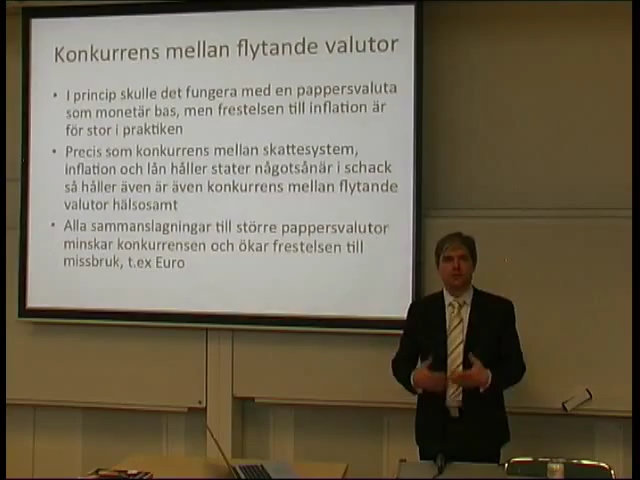 Konkurrens mellan flytande valutor
• I princip skulle det fungera med en pappersvaluta
som monetär bas, men frestelsen till inflation är
för stor i praktiken
• Precis som konkurrens mellan skattesystem,
inflation och lån håller stater någotsånär i schack
så håller även är även konkurrens mellan flytande
valutor hälsosamt
• Alla sammanslagningar till större pappersvalutor
minskar konkurrensen och ökar frestelsen till
missbruk, t.ex Euro